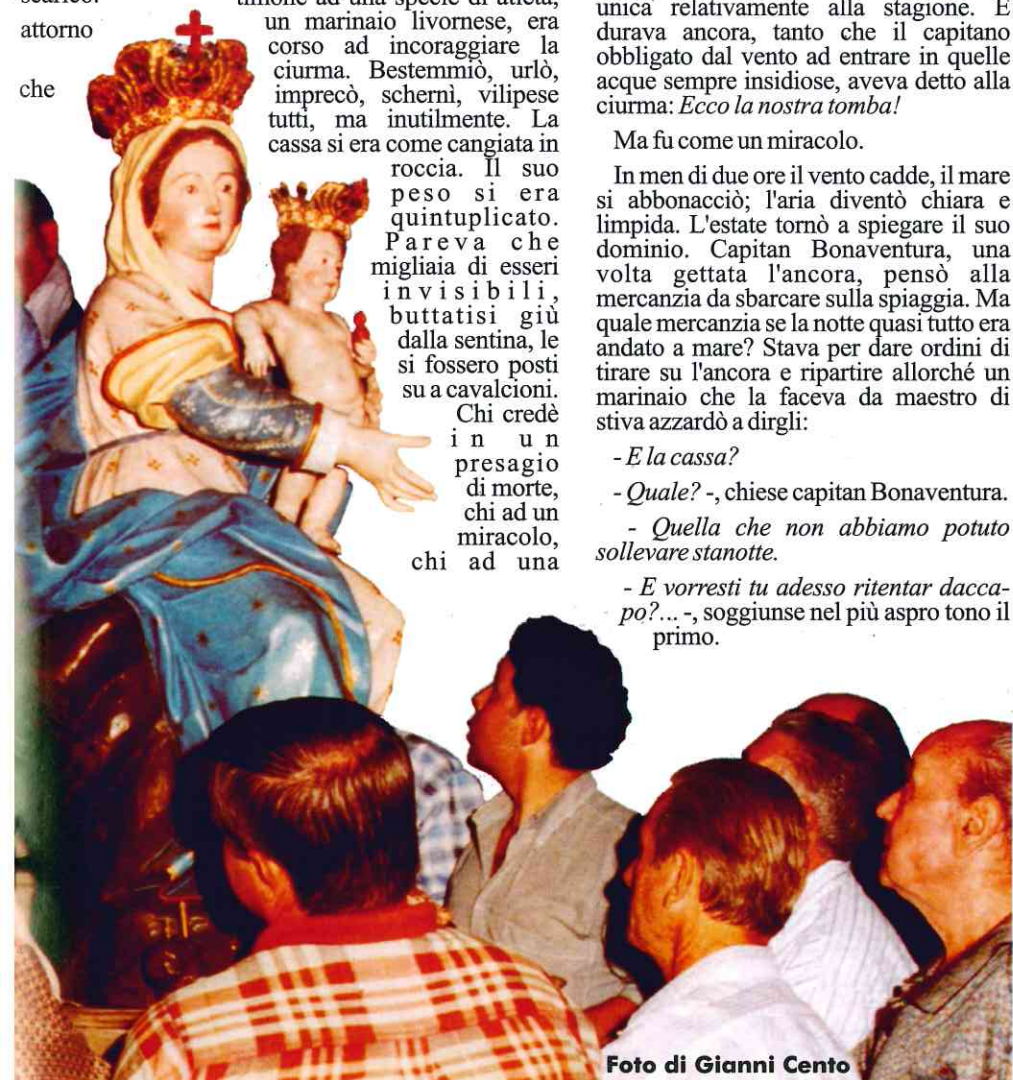 attorno
che
un marinaio livornese, era
corso ad incoraggiare la
ciurma. Bestemmiò, urlò,
imprecò, schernì, vilipese
tutti, ma inutilmente. La
cassa si era come cangiata in
roccia. Il suo
peso si era
quintuplicato.
Pareva che
migliaia di esseri
invisibili,
buttatisi giù
dalla sentina, le
si fossero posti
su a cavalcioni.
Chi credè
in un
presagio
di morte,
chi ad un
miracolo,
chi ad una
unica relativamente alla stagione. E
durava ancora, tanto che il capitano
obbligato dal vento ad entrare in quelle
acque sempre insidiose, aveva detto alla
ciurma: Ecco la nostra tomba!
Ma fu come un miracolo.
In men di due ore il vento cadde, il mare
si abbonacciò; l'aria diventò chiara e
limpida. L'estate tornò a spiegare il suo
dominio. Capitan Bonaventura, una
volta gettata l'ancora, pensò alla
mercanzia da sbarcare sulla spiaggia. Ma
quale mercanzia se la notte quasi tutto era
andato a mare? Stava per dare ordini di
tirare su l'ancora e ripartire allorché un
marinaio che la faceva da maestro di
stiva azzardò a dirgli:
- E la cassa?
- Quale? -, chiese capitan Bonaventura.
- Quella che non abbiamo potuto
sollevare stanotte.
- E vorresti tu adesso ritentar dacca-
po?... -, soggiunse nel più aspro tono il
primo.
Foto di Gianni Cento